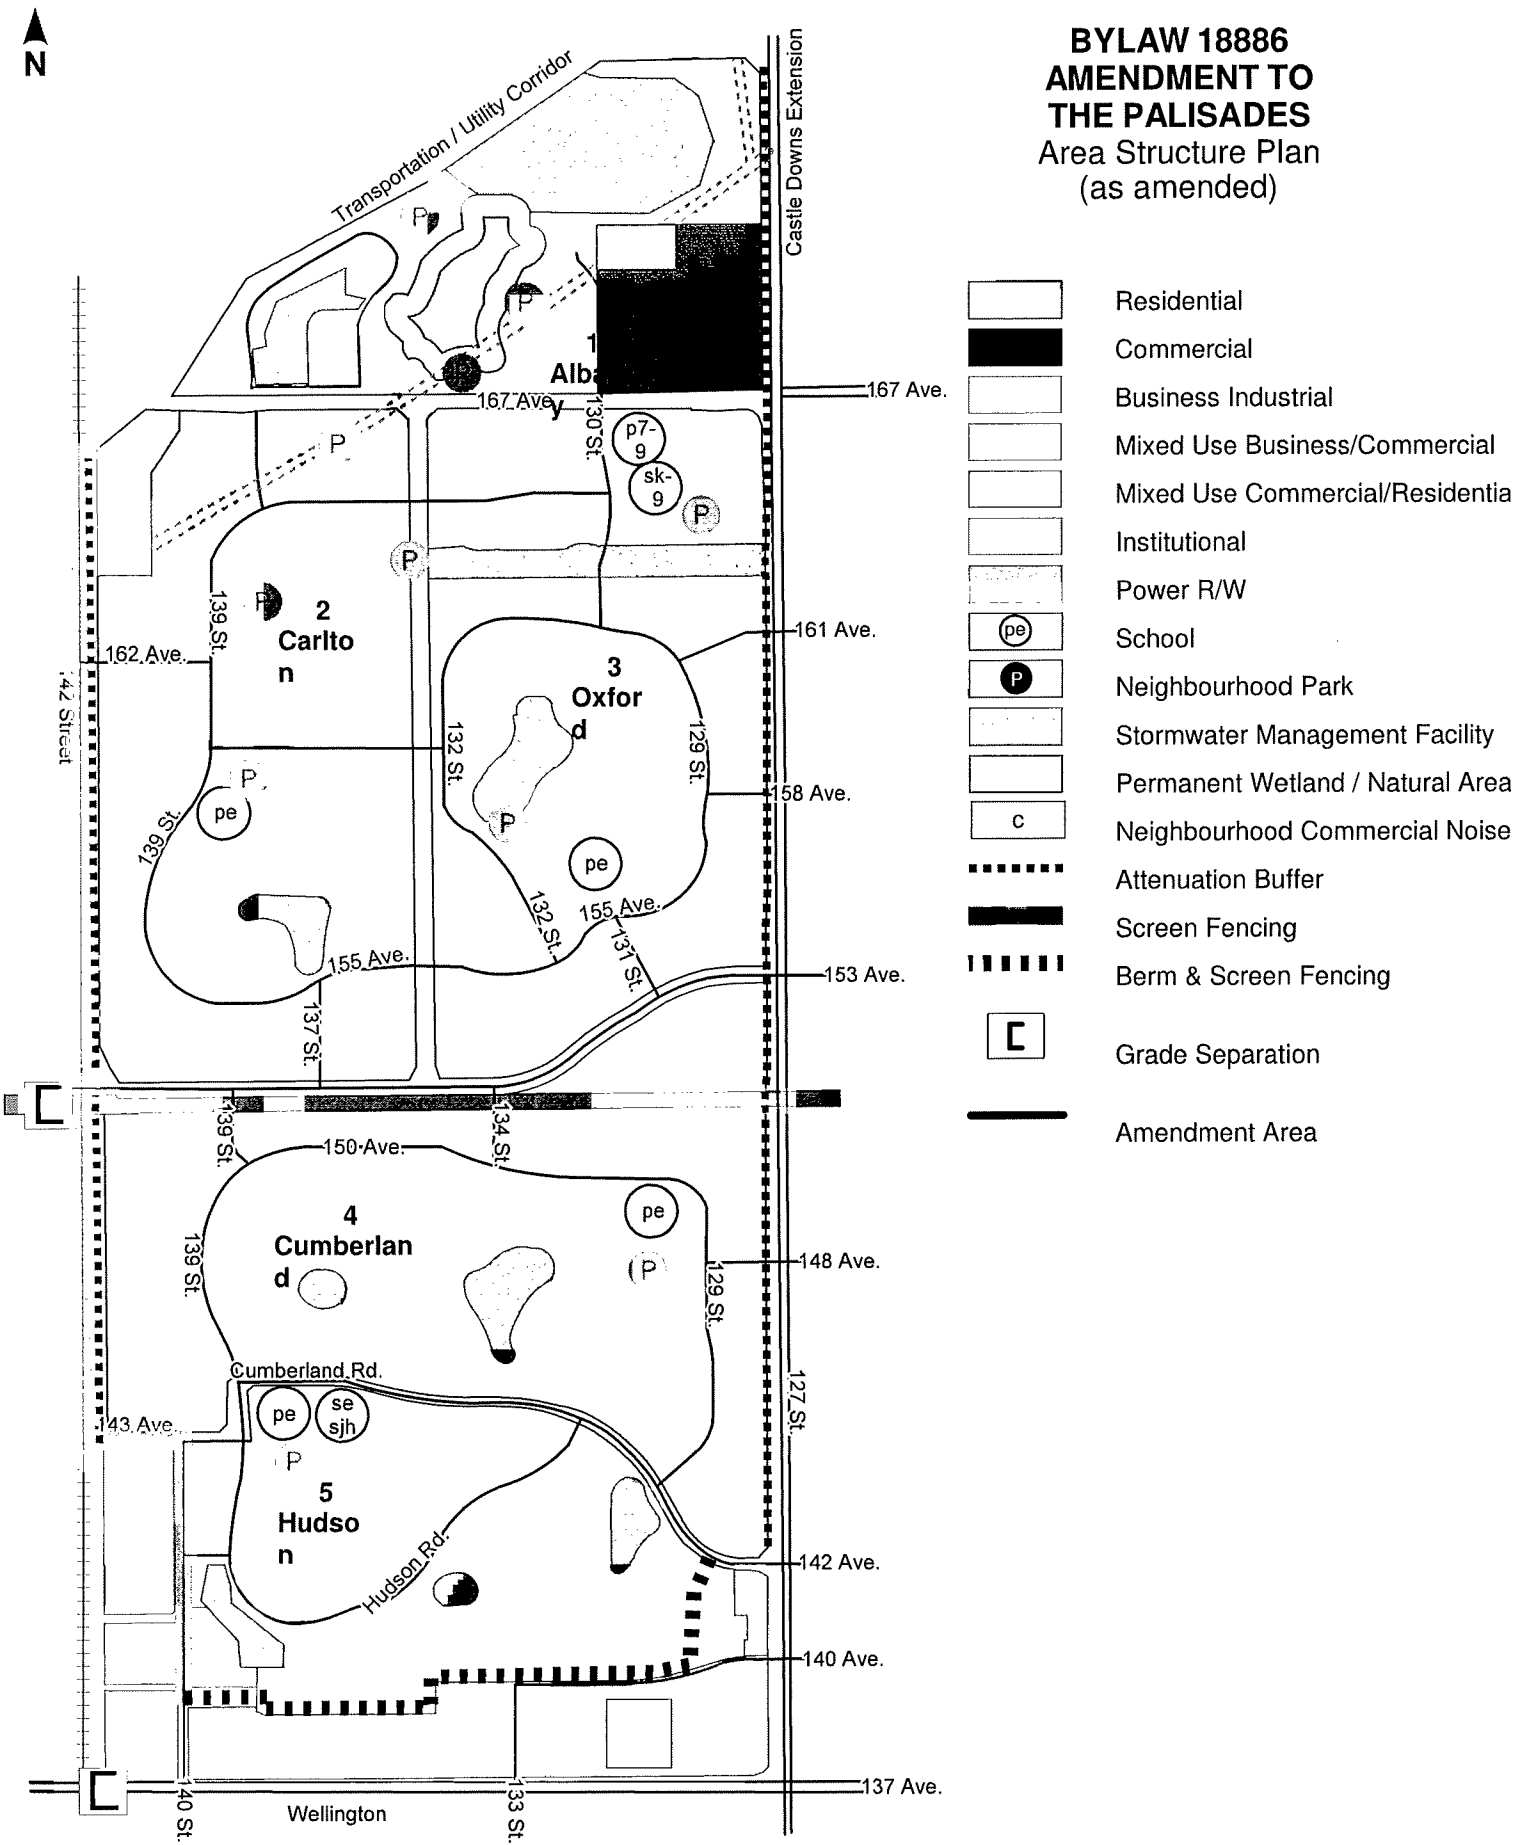 N
BYLAW 18886
AMENDMENT TO
THE PALISADES
Area Structure Plan
(as amended)
Residential
Commercial
Business Industrial
Mixed Use Business/Commercial
Mixed Use Commercial/Residentia
Institutional
Power R/W
pe
School
P
Neighbourhood Park
Stormwater Management Facility
Permanent Wetland / Natural Area
c
Neighbourhood Commercial Noise
Attenuation Buffer
Screen Fencing
Berm & Screen Fencing
Grade Separation
Amendment Area
Transportation / Utility Corridor
Castle Downs Extension
P
P
P
1
Alba
y
167 Ave.
167 Ave.
130 St.
p7-
9
sk-
9
P
P
P
P
2
Carlto
n
139 St.
162 Ave.
142 Street
161 Ave.
3
Oxfor
d
132 St.
129 St.
158 Ave.
P
pe
139 St.
P
pe
132 St.
155 Ave.
131 St.
155 Ave.
153 Ave.
137 St.
139 St.
134 St.
150 Ave.
4
Cumberlan
d
pe
P
139 St.
148 Ave.
129 St.
Cumberland Rd.
pe
se
sjh
127 St.
143 Ave.
P
5
Hudso
n
Hudson Rd.
142 Ave.
140 Ave.
137 Ave.
140 St.
Wellington
133 St.